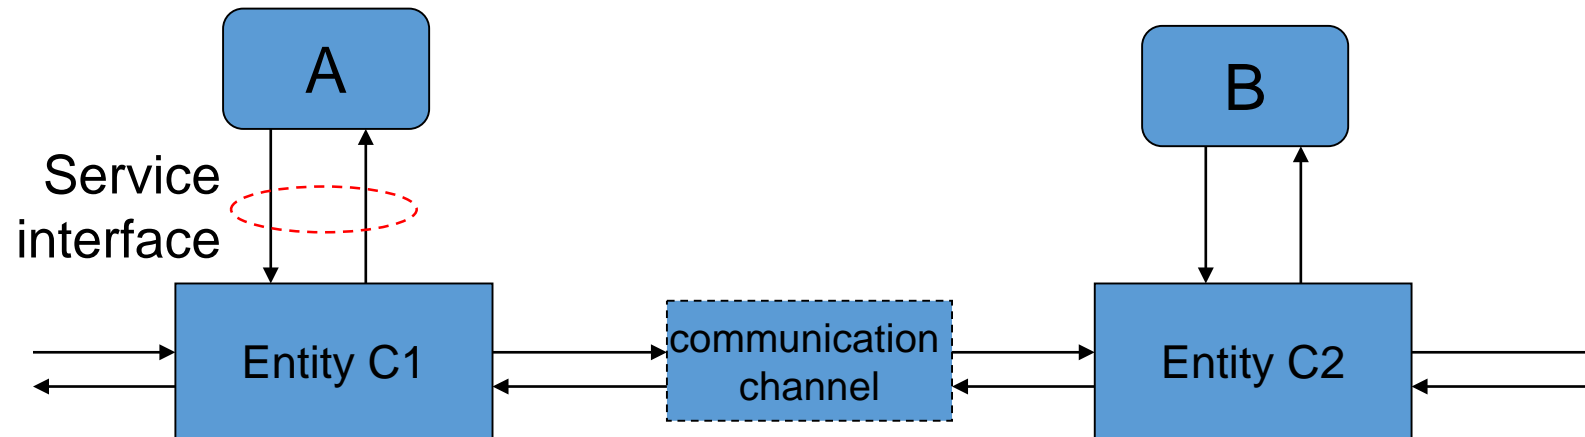 A
B
Service
interface
Entity C1
communication
channel
Entity C2